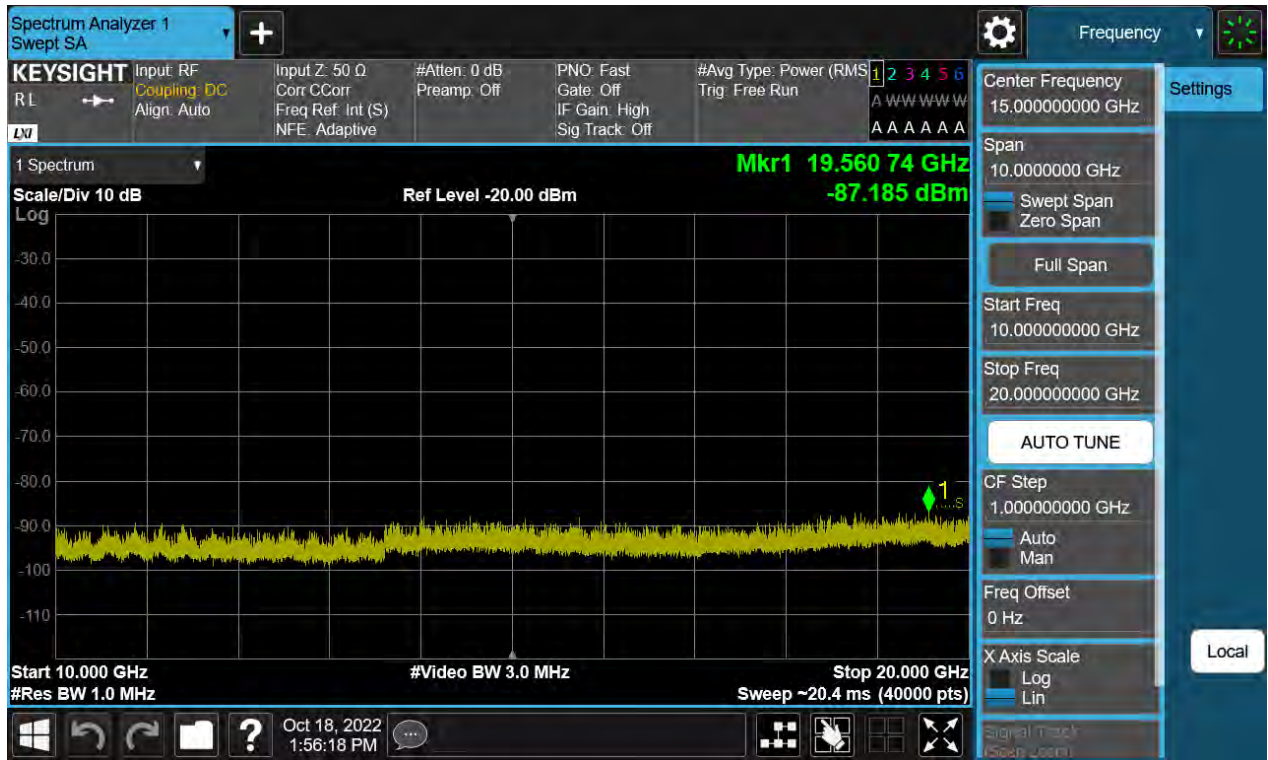 Spectrum Analyzer 1
Swept SA
+
Frequency
KEYSIGHT
RL
LXI
Input: RF
Coupling: DC
Align: Auto
Input Z: 50 Ω
Corr CCorr
Freq Ref: Int (S)
NFE: Adaptive
#Atten: 0 dB
Preamp: Off
PNO: Fast
Gate: Off
IF Gain: High
Sig Track: Off
#Avg Type: Power (RMS
Trig: Free Run
1 2 3 4 5 6
A W W W W W
A A A A A A
1 Spectrum
Scale/Div 10 dB
Ref Level -20.00 dBm
Mkr1 19.560 74 GHz
-87.185 dBm
Log
-30.0
-40.0
-50.0
-60.0
-70.0
-80.0
-90.0
-100
-110
1
S
Start 10.000 GHz
#Video BW 3.0 MHz
Stop 20.000 GHz
#Res BW 1.0 MHz
Sweep ~20.4 ms (40000 pts)
Center Frequency
15.000000000 GHz
Settings
Span
10.0000000 GHz
Swept Span
Zero Span
Full Span
Start Freq
10.000000000 GHz
Stop Freq
20.000000000 GHz
AUTO TUNE
CF Step
1.000000000 GHz
Auto
Man
Freq Offset
0 Hz
X Axis Scale
Log
Lin
Local
Signal Track
(Span Zoom)
?
Oct 18, 2022
1:56:18 PM